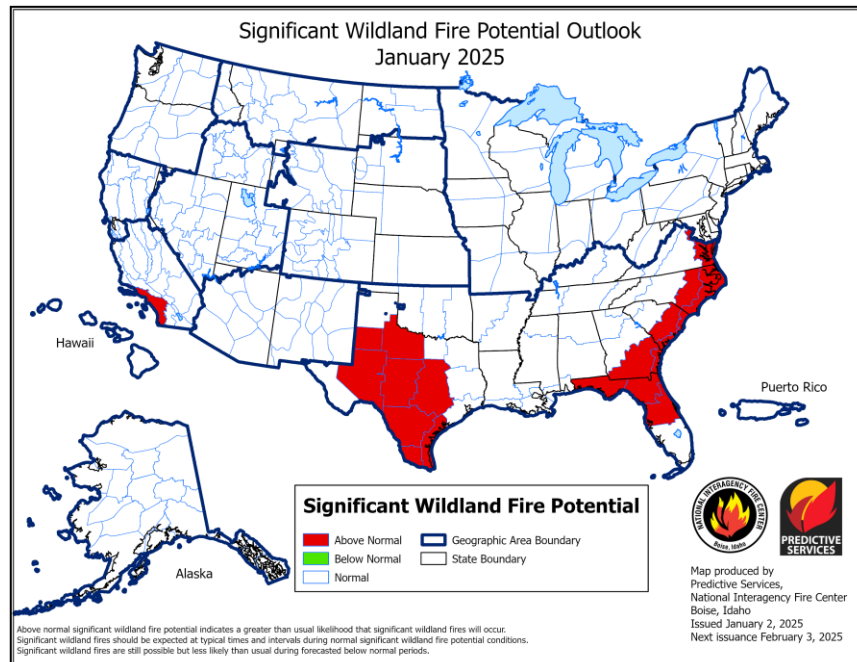 Significant Wildland Fire Potential Outlook
January 2025
Hawaii
Puerto Rico
Alaska
Significant Wildland Fire Potential
Above Normal
Geographic Area Boundary
Below Normal
State Boundary
Normal
NATIONAL INTERAGENCY FIRE CENTER
Boise, Idaho
PREDICTIVE
SERVICES
Map produced by
Predictive Services,
National Interagency Fire Center
Boise, Idaho
Issued January 2, 2025
Next issuance February 3, 2025
Above normal significant wildland fire potential indicates a greater than usual likelihood that significant wildland fires will occur.
Significant wildland fires should be expected at typical times and intervals during normal significant wildland fire potential conditions.
Significant wildland fires are still possible but less likely than usual during forecasted below normal periods.